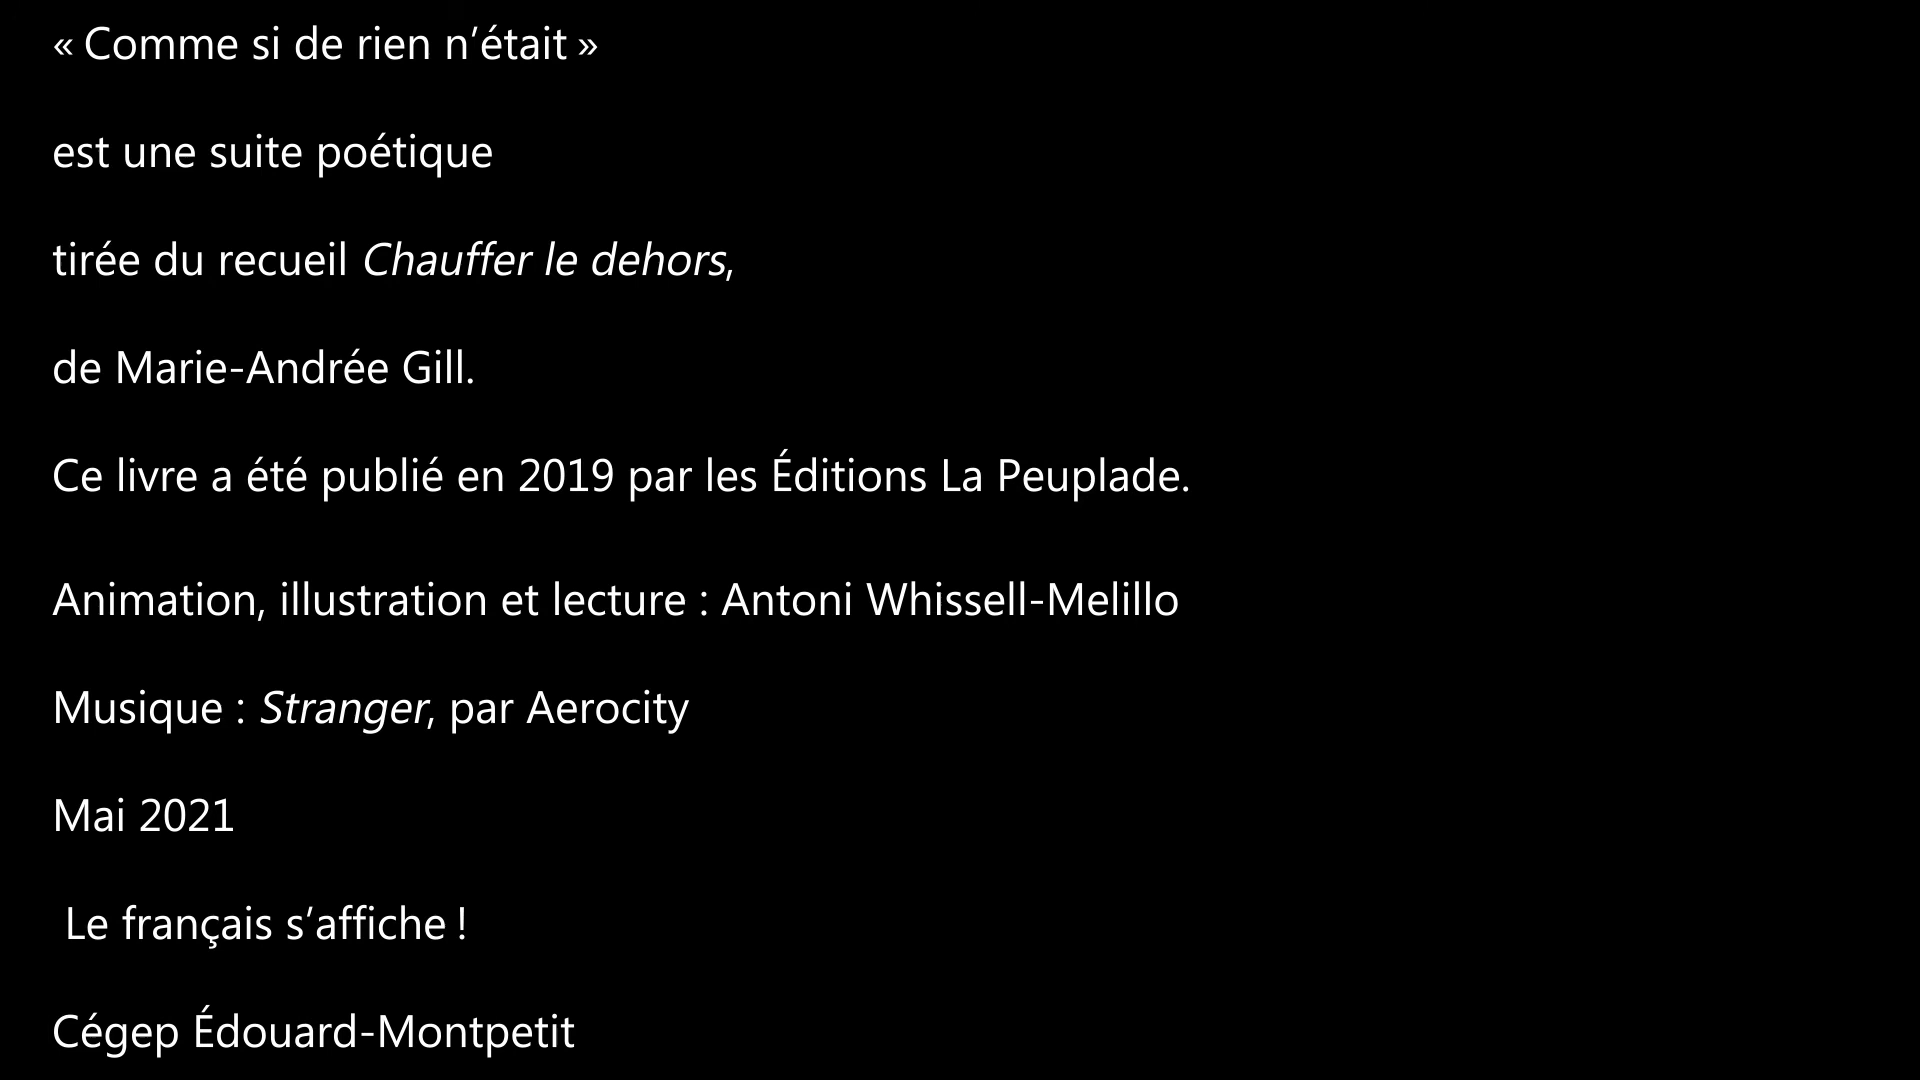 « Comme si de rien n’était »
est une suite poétique
tirée du recueil Chauffer le dehors,
de Marie-Andrée Gill.
Ce livre a été publié en 2019 par les Éditions La Peuplade.
Animation, illustration et lecture : Antoni Whissell-Melillo
Musique : Stranger, par Aerocity
Mai 2021
Le français s’affiche !
Cégep Édouard-Montpetit